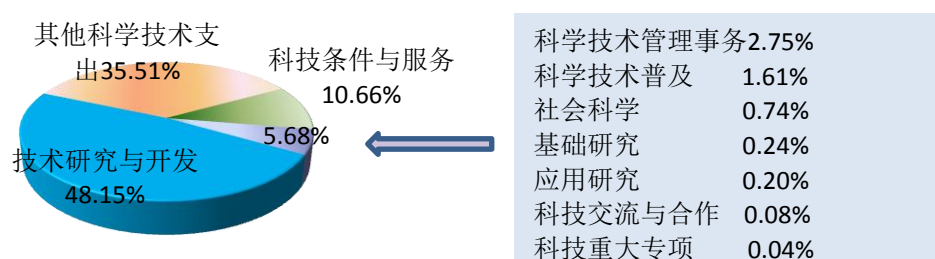 其他科学技术支
出35.51%
科技条件与服务
10.66%
5.68%
技术研究与开发
48.15%
科学技术管理事务2.75%
科学技术普及 1.61%
社会科学 0.74%
基础研究 0.24%
应用研究 0.20%
科技交流与合作 0.08%
科技重大专项 0.04%